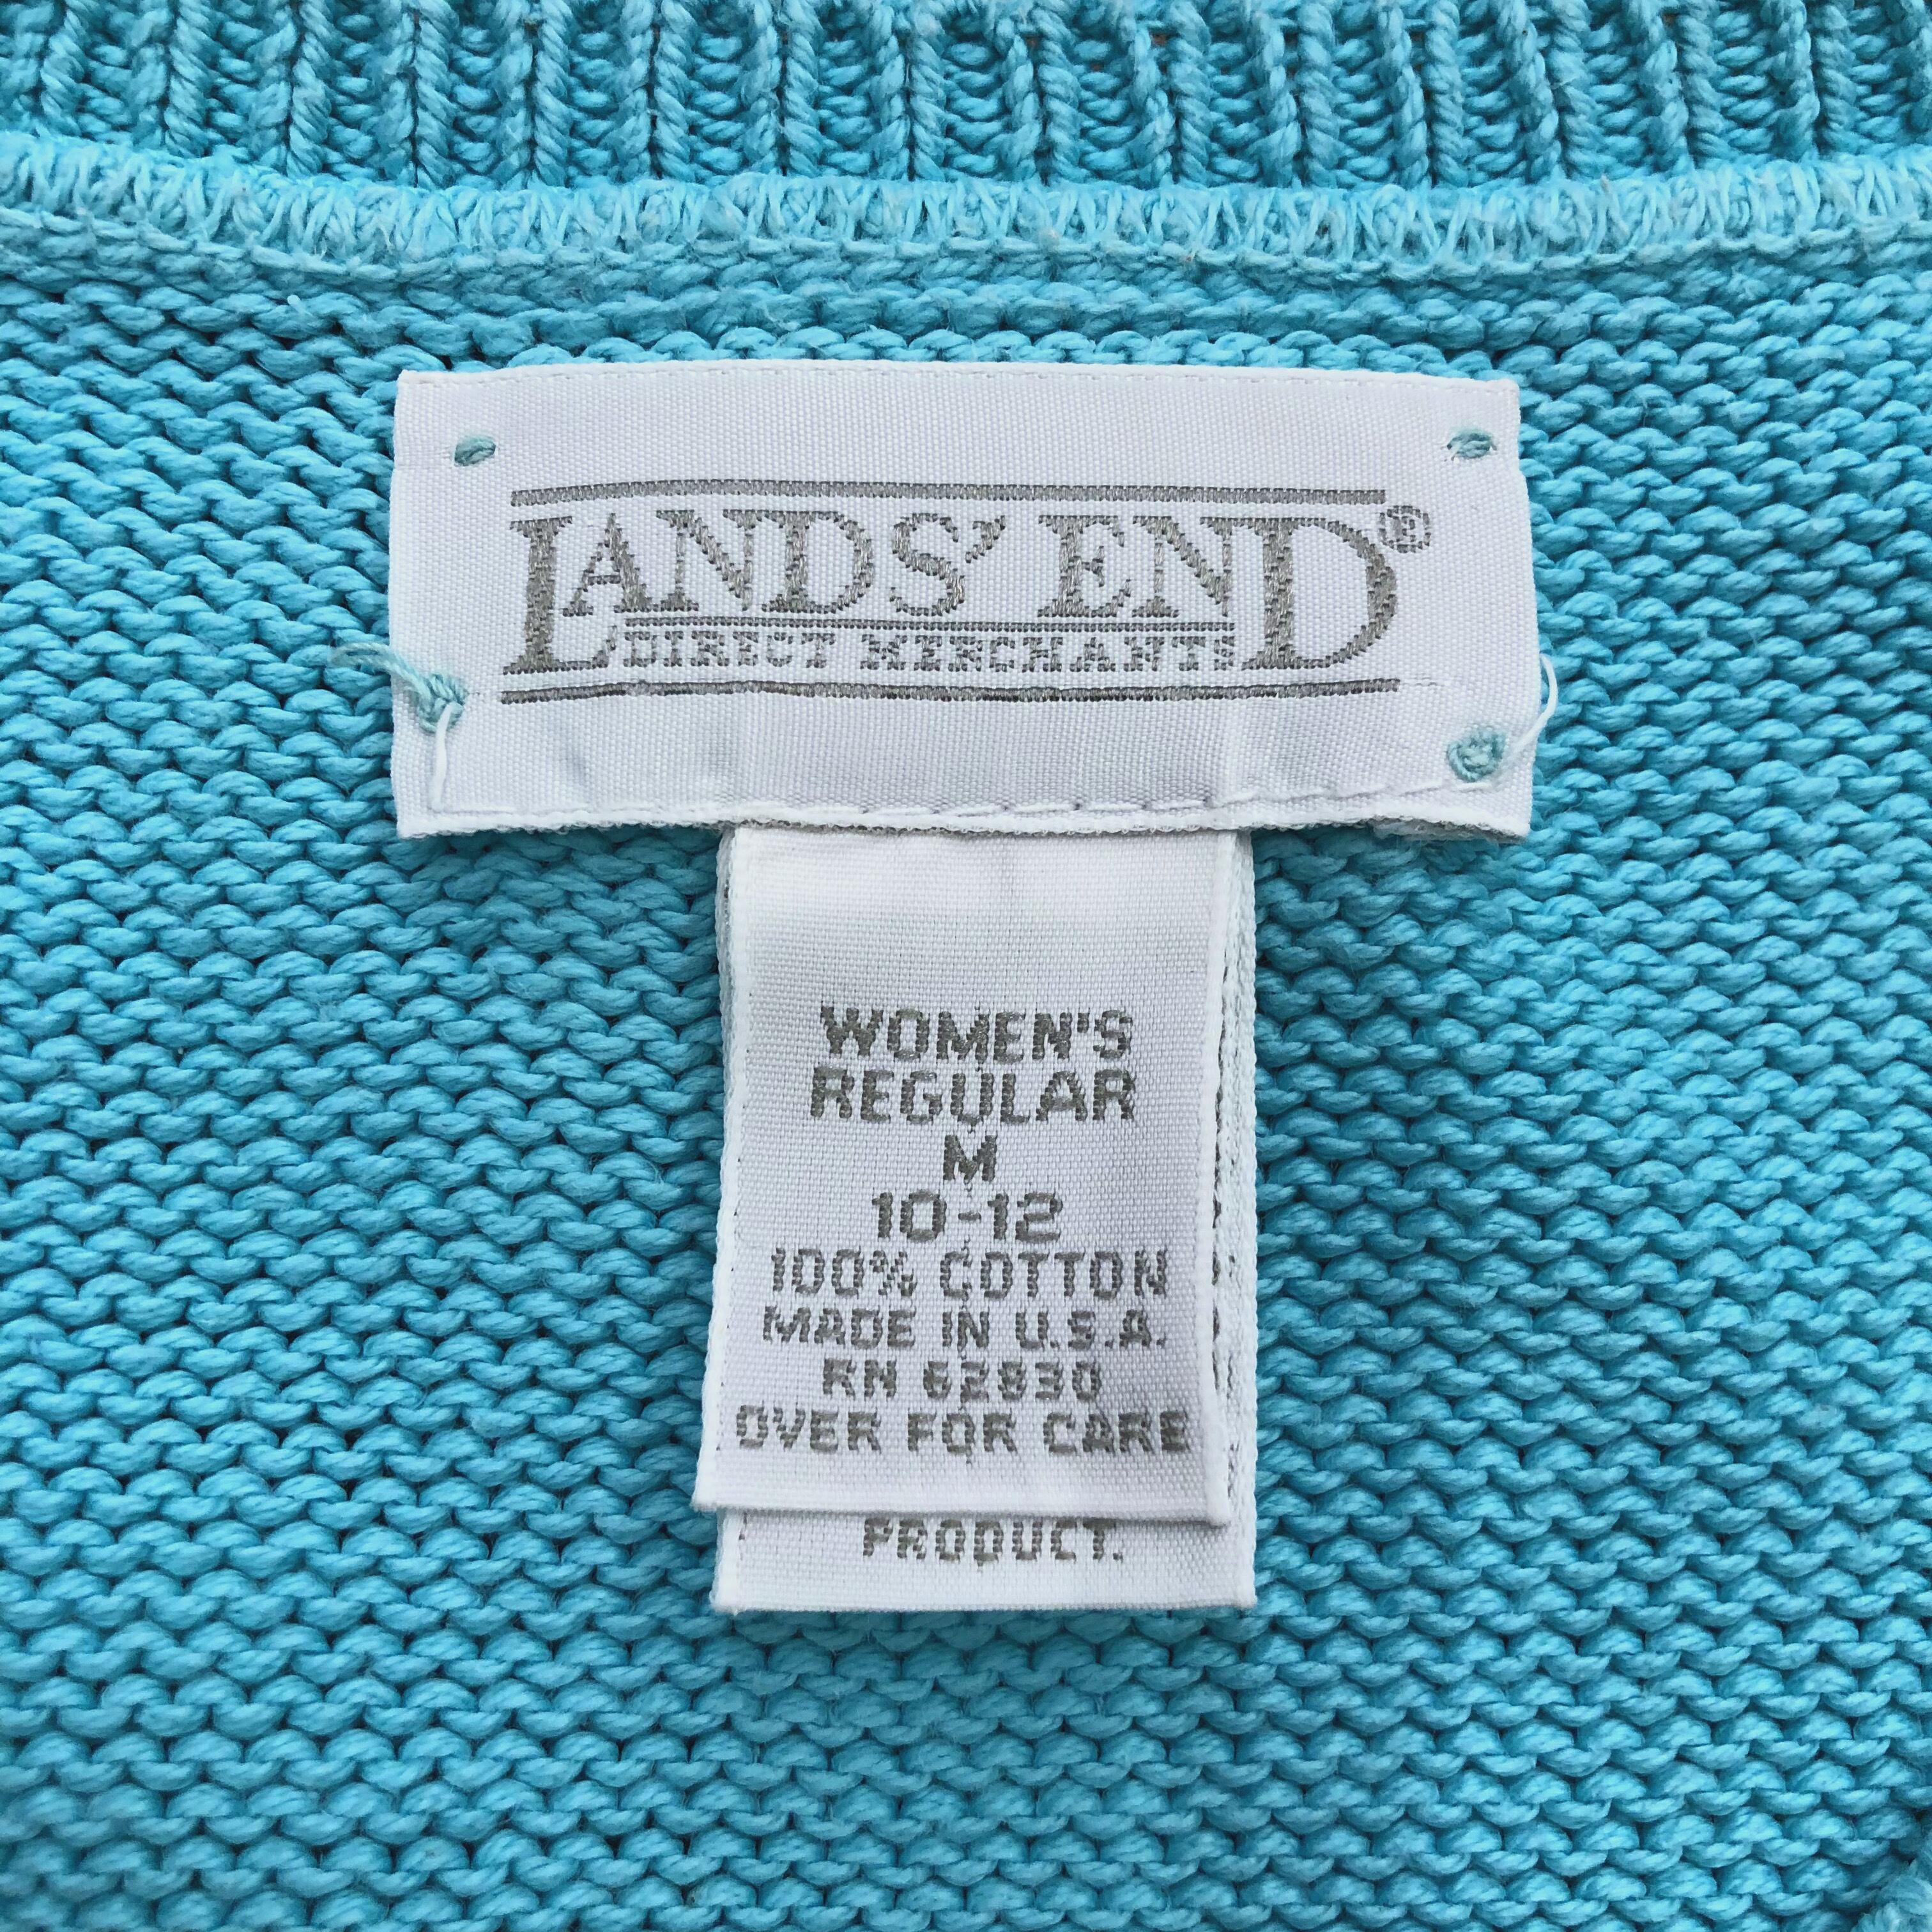 LANDS' END®
DIRECT MERCHANTS
WOMEN'S
REGULAR
M
10-12
100% COTTON
MADE IN U.S.A.
RN 62830
OVER FOR CARE
PRODUCT.